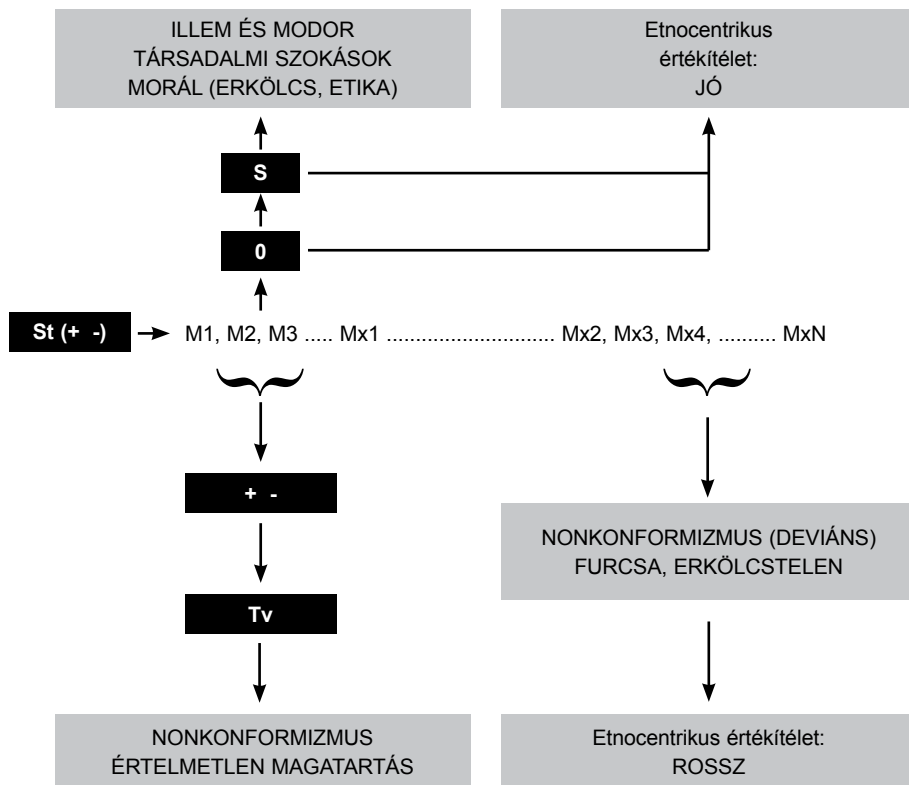 ILLEM ÉS MODOR
TÁRSADALMI SZOKÁSOK
MORÁL (ERKÖLCS, ETIKA)
Etnocentrikus
értékítélet:
JÓ
S
0
St (+ -)
M1, M2, M3 ..... Mx1 ............................. Mx2, Mx3, Mx4, .......... MxN
+ -
Tv
NONKONFORMIZMUS (DEVIÁNS)
FURCSA, ERKÖLCSTELEN
NONKONFORMIZMUS
ÉRTELMETLEN MAGATARTÁS
Etnocentrikus értékítélet:
ROSSZ